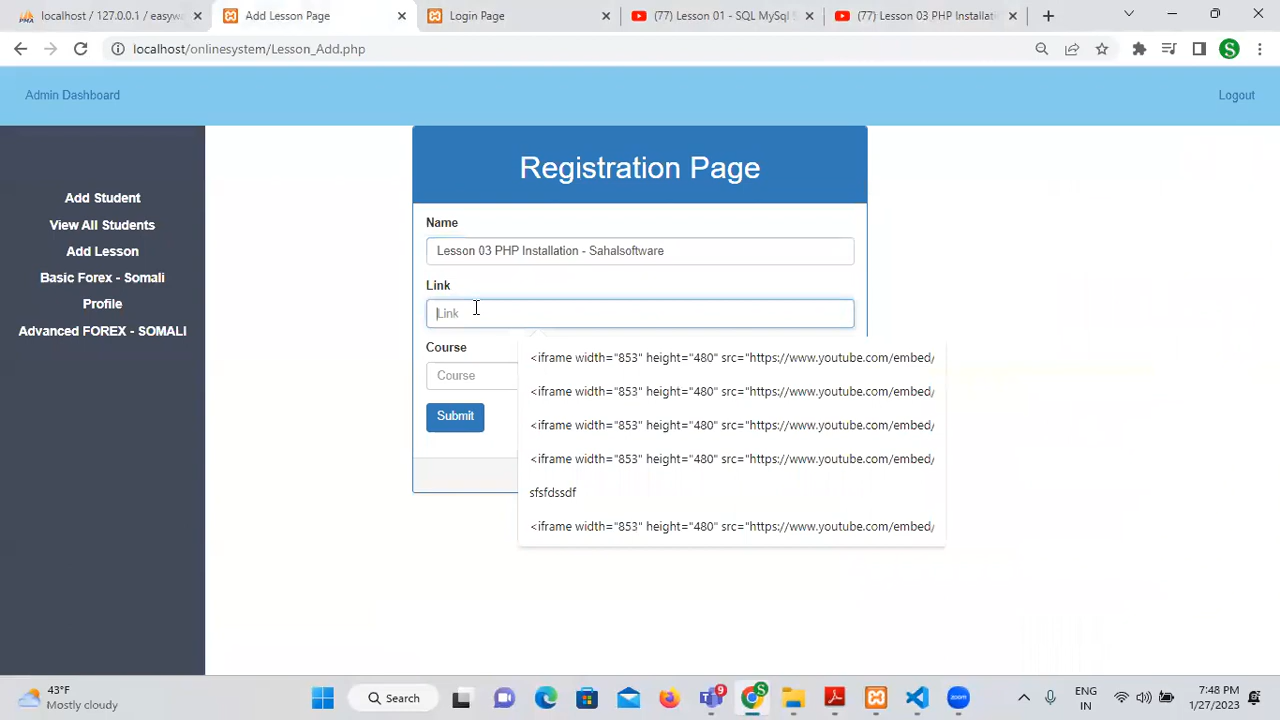 localhost / 127.0.0.1 | easyw
Add Lesson Page
Login Page
(77) Lesson 01 - SQL MySql S
(77) Lesson 03 PHP Installati
localhost/onlinesystem/Lesson_Add.php
S
Admin Dashboard
Logout
Registration Page
Add Student
View All Students
Add Lesson
Basic Forex - Somali
Profile
Advanced FOREX - SOMALI
Name
Lesson 03 PHP Installation - Sahalsoftware
Link
Link
Course
Course
Submit
<iframe width="853" height="480" src="https://www.youtube.com/embed/
<iframe width="853" height="480" src="https://www.youtube.com/embed/
<iframe width="853" height="480" src="https://www.youtube.com/embed/
<iframe width="853" height="480" src="https://www.youtube.com/embed/
sfsfdssdf
<iframe width="853" height="480" src="https://www.youtube.com/embed/
43°F
Mostly cloudy
Search
9
S
zoom
ENG
IN
7:48 PM
1/27/2023